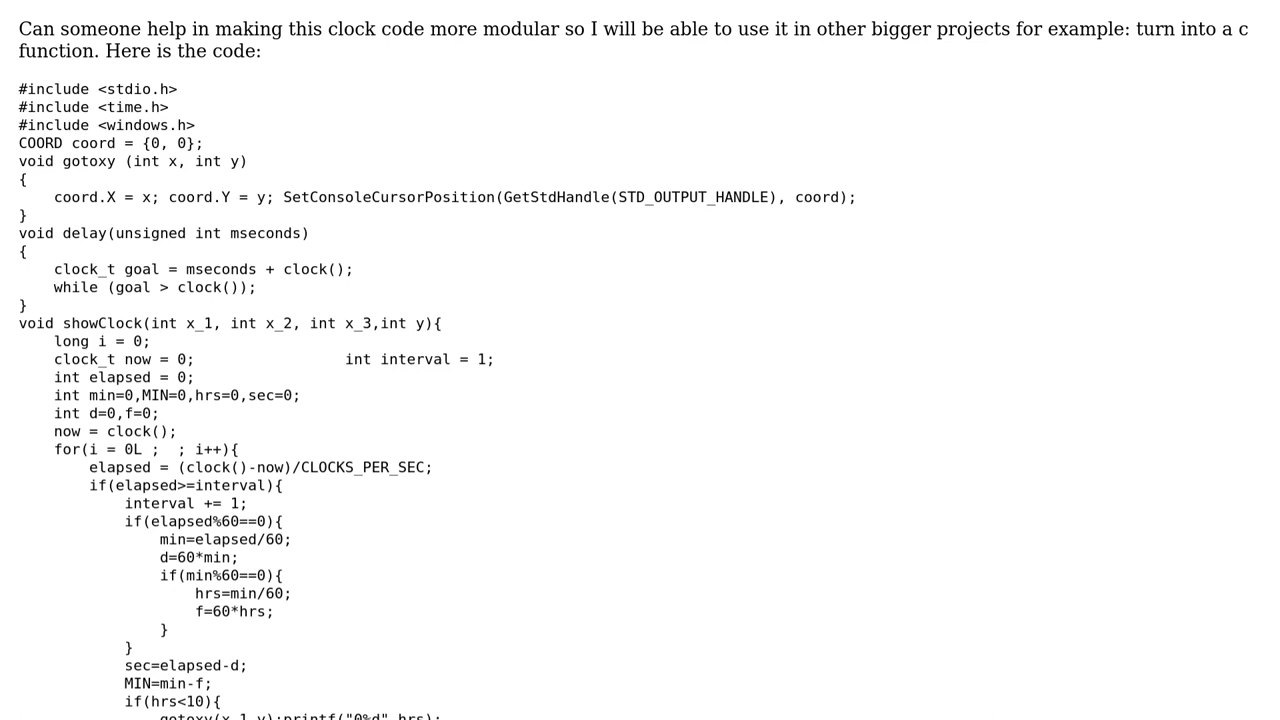 Can someone help in making this clock code more modular so I will be able to use it in other bigger projects for example: turn into a c
function. Here is the code:
#include <stdio.h>
#include <time.h>
#include <windows.h>
COORD coord = {0, 0};
void gotoxy (int x, int y)
{
    coord.X = x; coord.Y = y; SetConsoleCursorPosition(GetStdHandle(STD_OUTPUT_HANDLE), coord);
}
void delay(unsigned int mseconds)
{
    clock_t goal = mseconds + clock();
    while (goal > clock());
}
void showClock(int x_1, int x_2, int x_3,int y){
    long i = 0;
    clock_t now = 0;                 int interval = 1;
    int elapsed = 0;
    int min=0,MIN=0,hrs=0,sec=0;
    int d=0,f=0;
    now = clock();
    for(i = 0L ;  ; i++){
        elapsed = (clock()-now)/CLOCKS_PER_SEC;
        if(elapsed>=interval){
            interval += 1;
            if(elapsed%60==0){
                min=elapsed/60;
                d=60*min;
                if(min%60==0){
                    hrs=min/60;
                    f=60*hrs;
                }
            }
            sec=elapsed-d;
            MIN=min-f;
            if(hrs<10){
                gotoxy(x_1,y);printf("0%d",hrs);